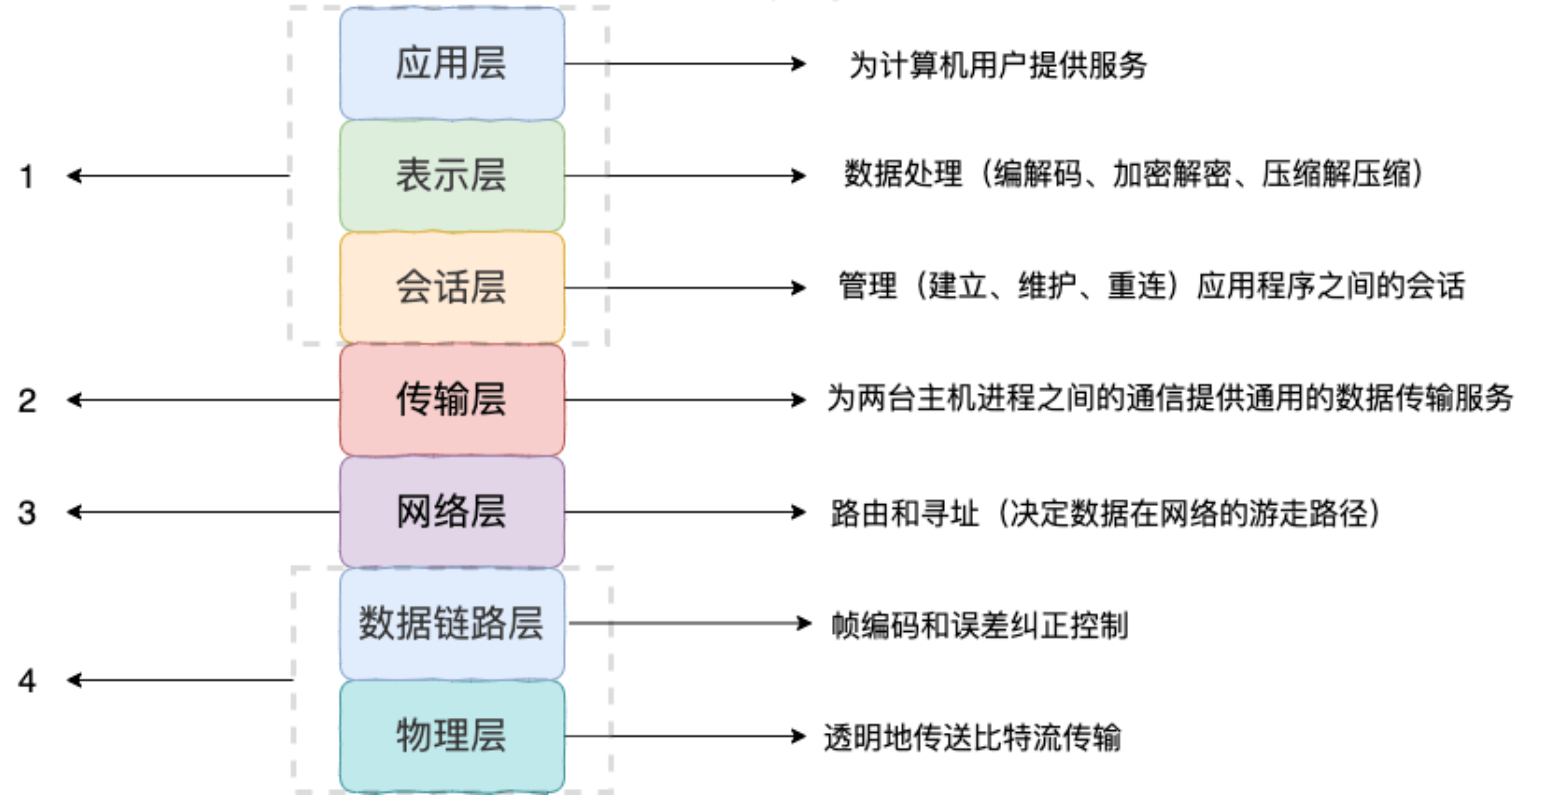 应用层
为计算机用户提供服务
1
表示层
数据处理（编解码、加密解密、压缩解压缩）
会话层
管理（建立、维护、重连）应用程序之间的会话
2
传输层
为两台主机进程之间的通信提供通用的数据传输服务
3
网络层
路由和寻址（决定数据在网络的游走路径）
数据链路层
帧编码和误差纠正控制
4
物理层
透明地传送比特流传输